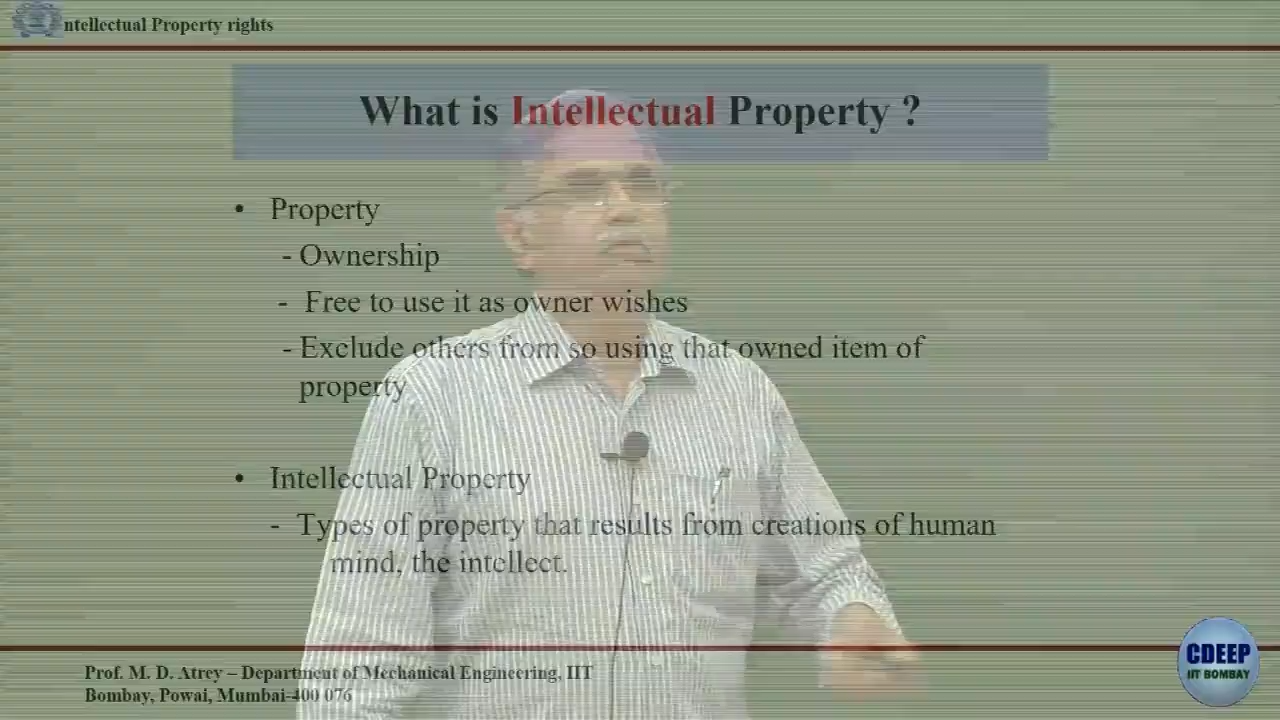 ntellectual Property rights
What is Intellectual Property ?
• Property
- Ownership
- Free to use it as owner wishes
- Exclude others from so using that owned item of
property
• Intellectual Property
- Types of property that results from creations of human
mind, the intellect.
Prof. M. D. Atrey – Department of Mechanical Engineering, IIT
Bombay, Powai, Mumbai-400 076
CDEEP
IIT BOMBAY